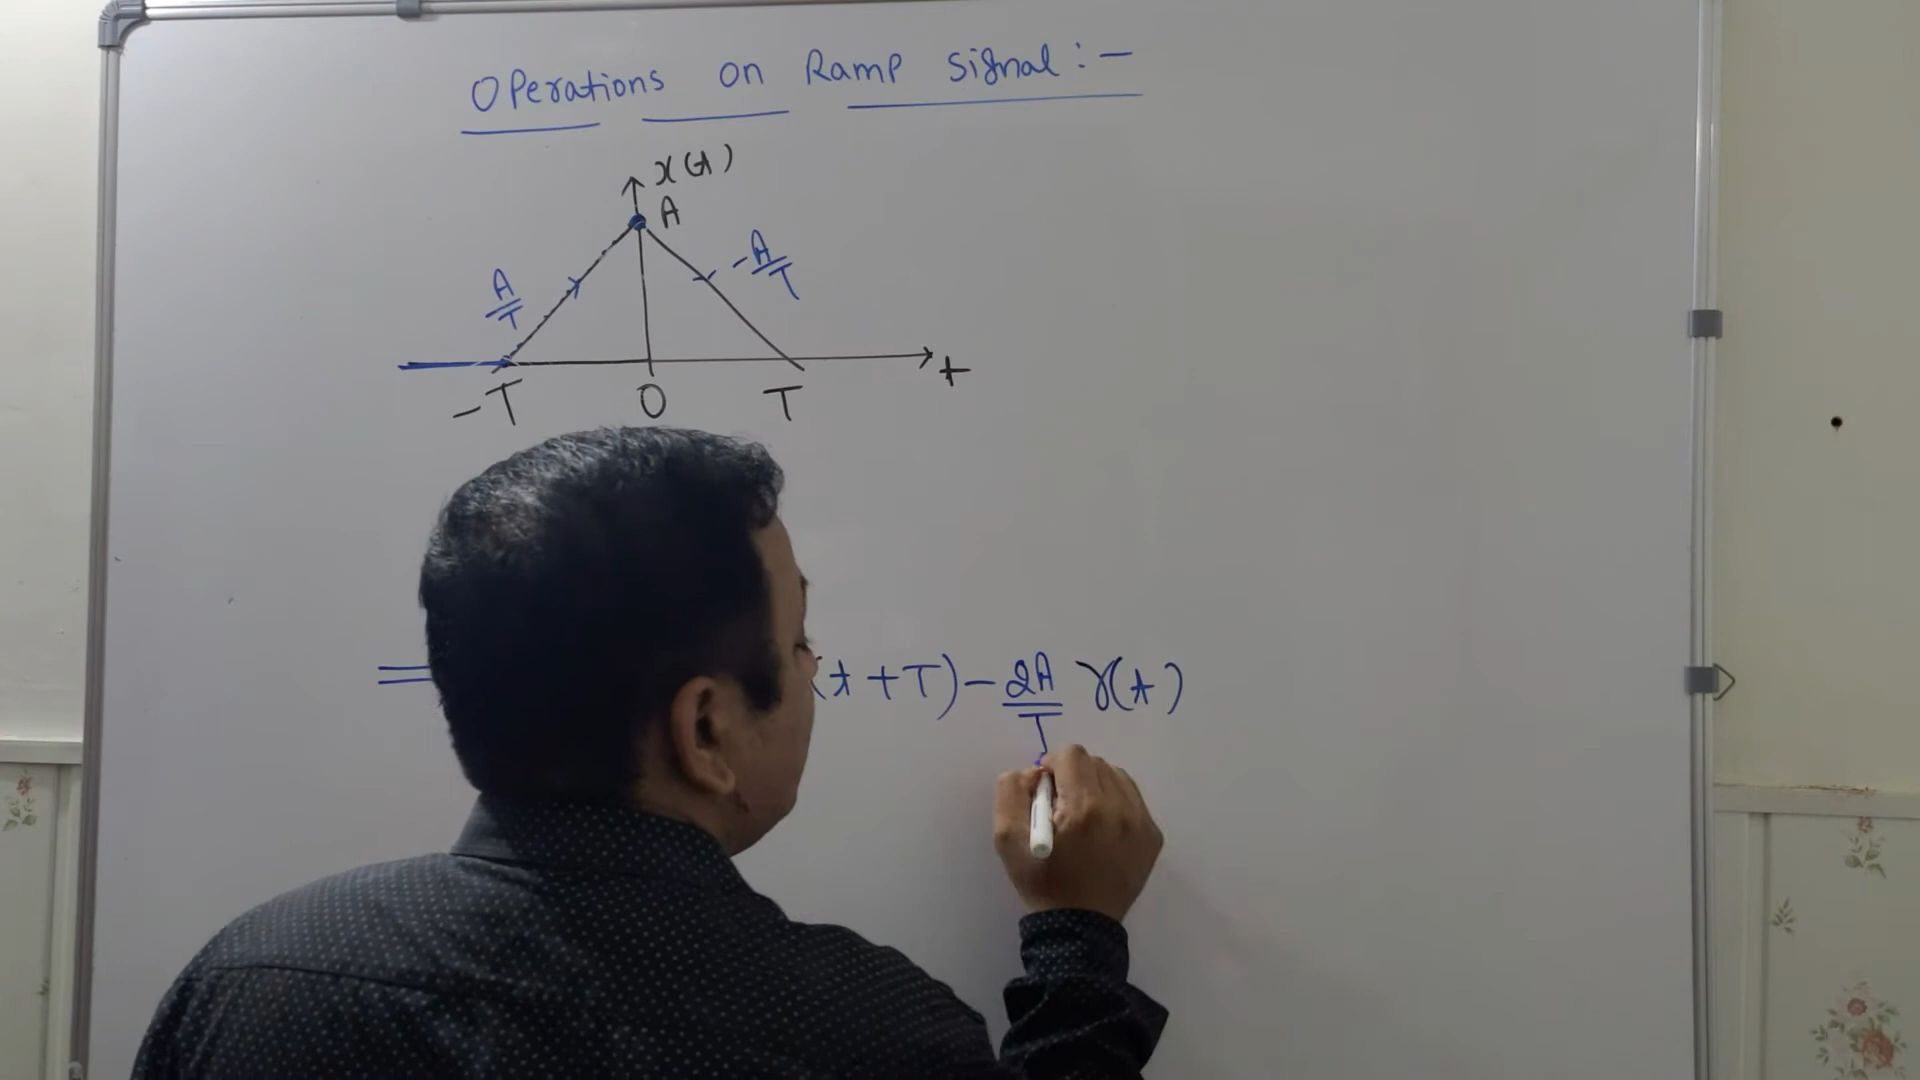 Operations on Ramp Signal:-
x(t)
A
A/T
-A/T
-T 0 T t
= (t+T) - 2A/T r(t)